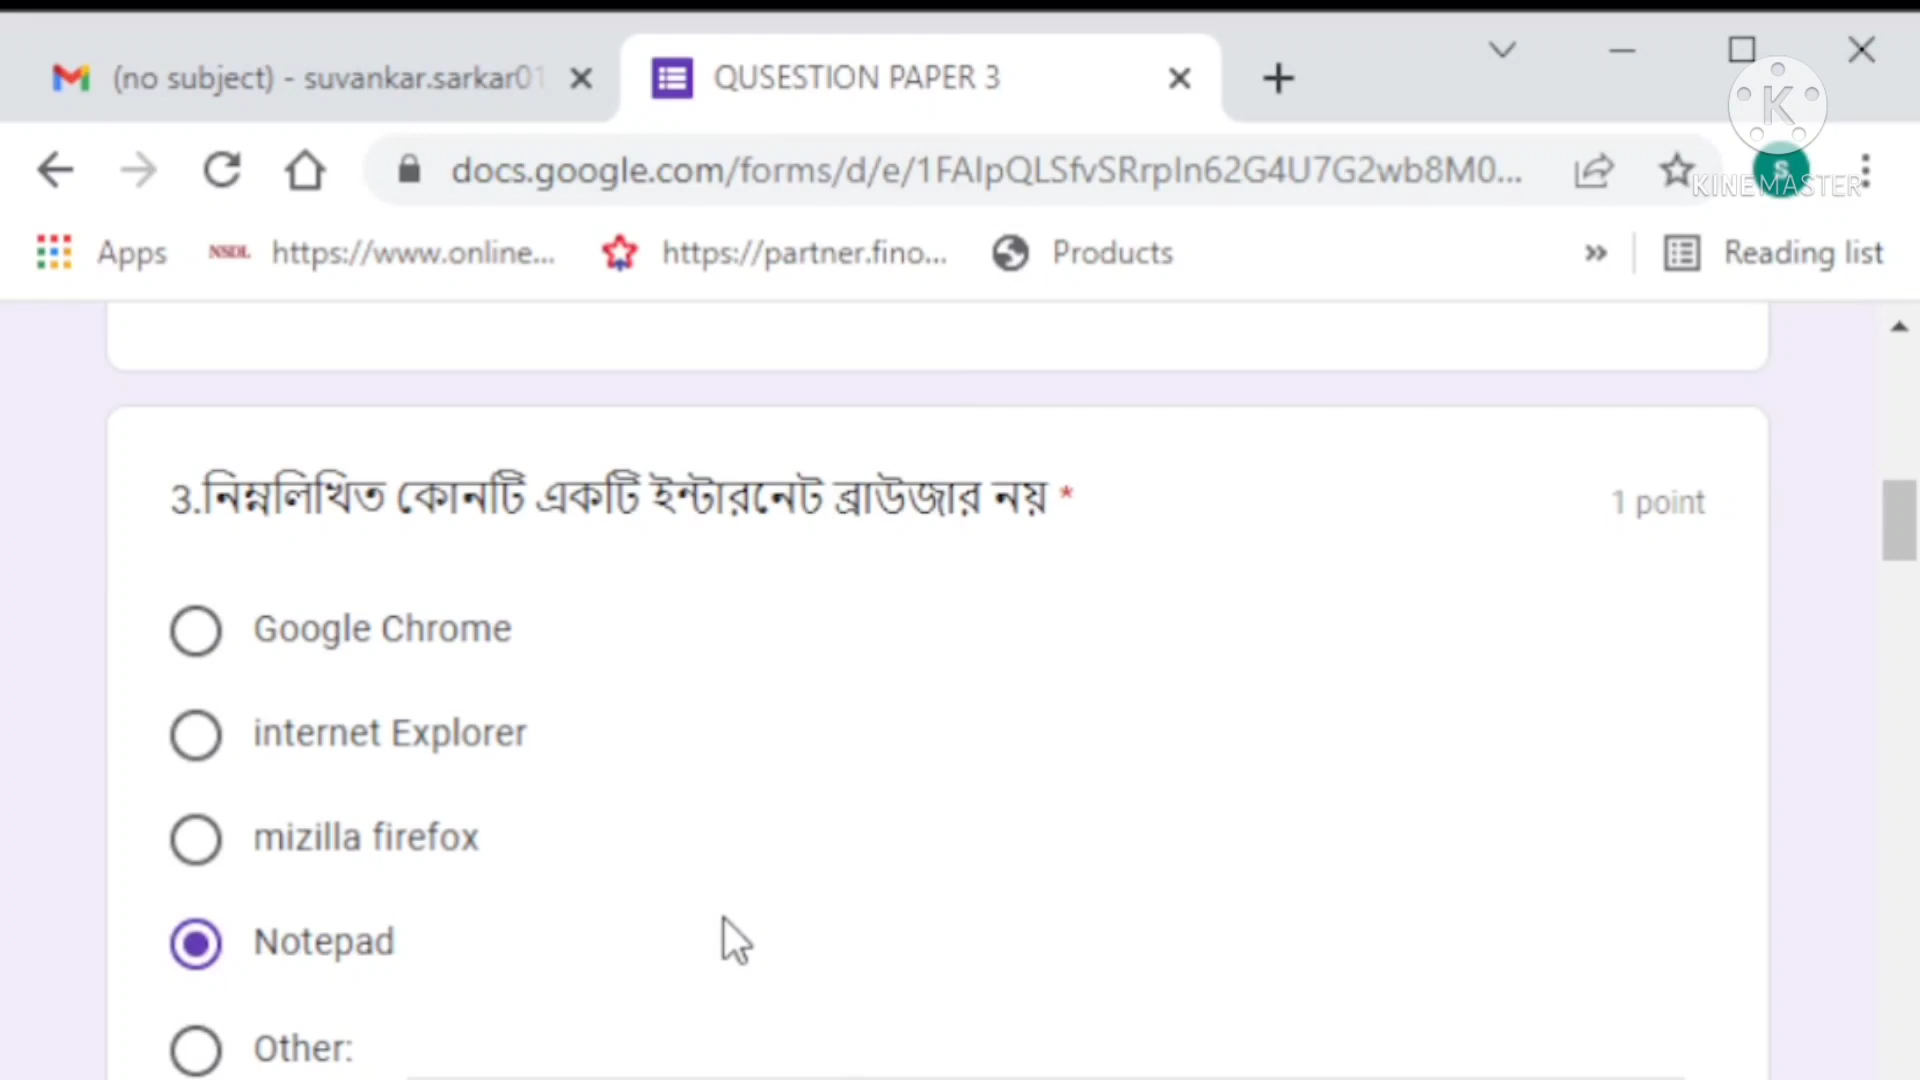 (no subject) - suvankar.sarkar01
QUSESTION PAPER 3
K
docs.google.com/forms/d/e/1FAIpQLSfvSRrpIn62G4U7G2wb8M0...
S
KINEMASTER
Apps
NSDL
https://www.online...
https://partner.fino...
Products
Reading list
3.নিম্নলিখিত কোনটি একটি ইন্টারনেট ব্রাউজার নয় *
1 point
Google Chrome
internet Explorer
mizilla firefox
Notepad
Other: